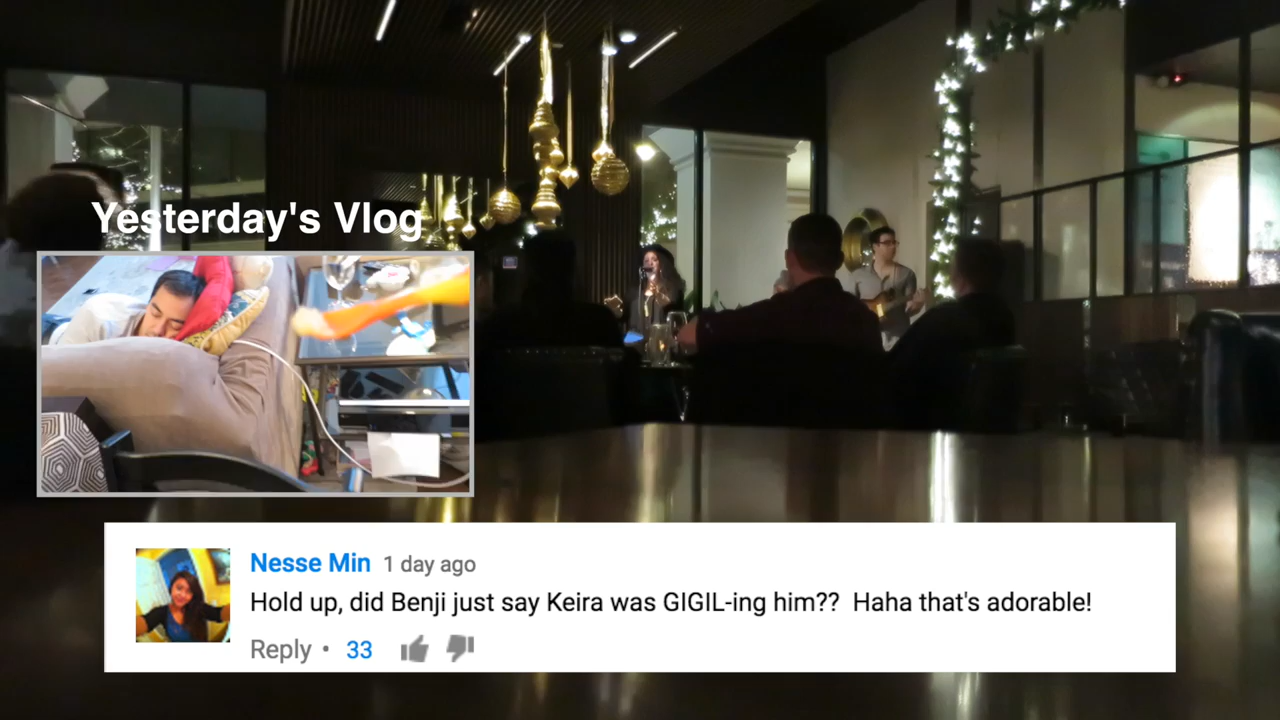 Yesterday's Vlog
Nesse Min 1 day ago
Hold up, did Benji just say Keira was GIGIL-ing him??  Haha that's adorable!
Reply • 33